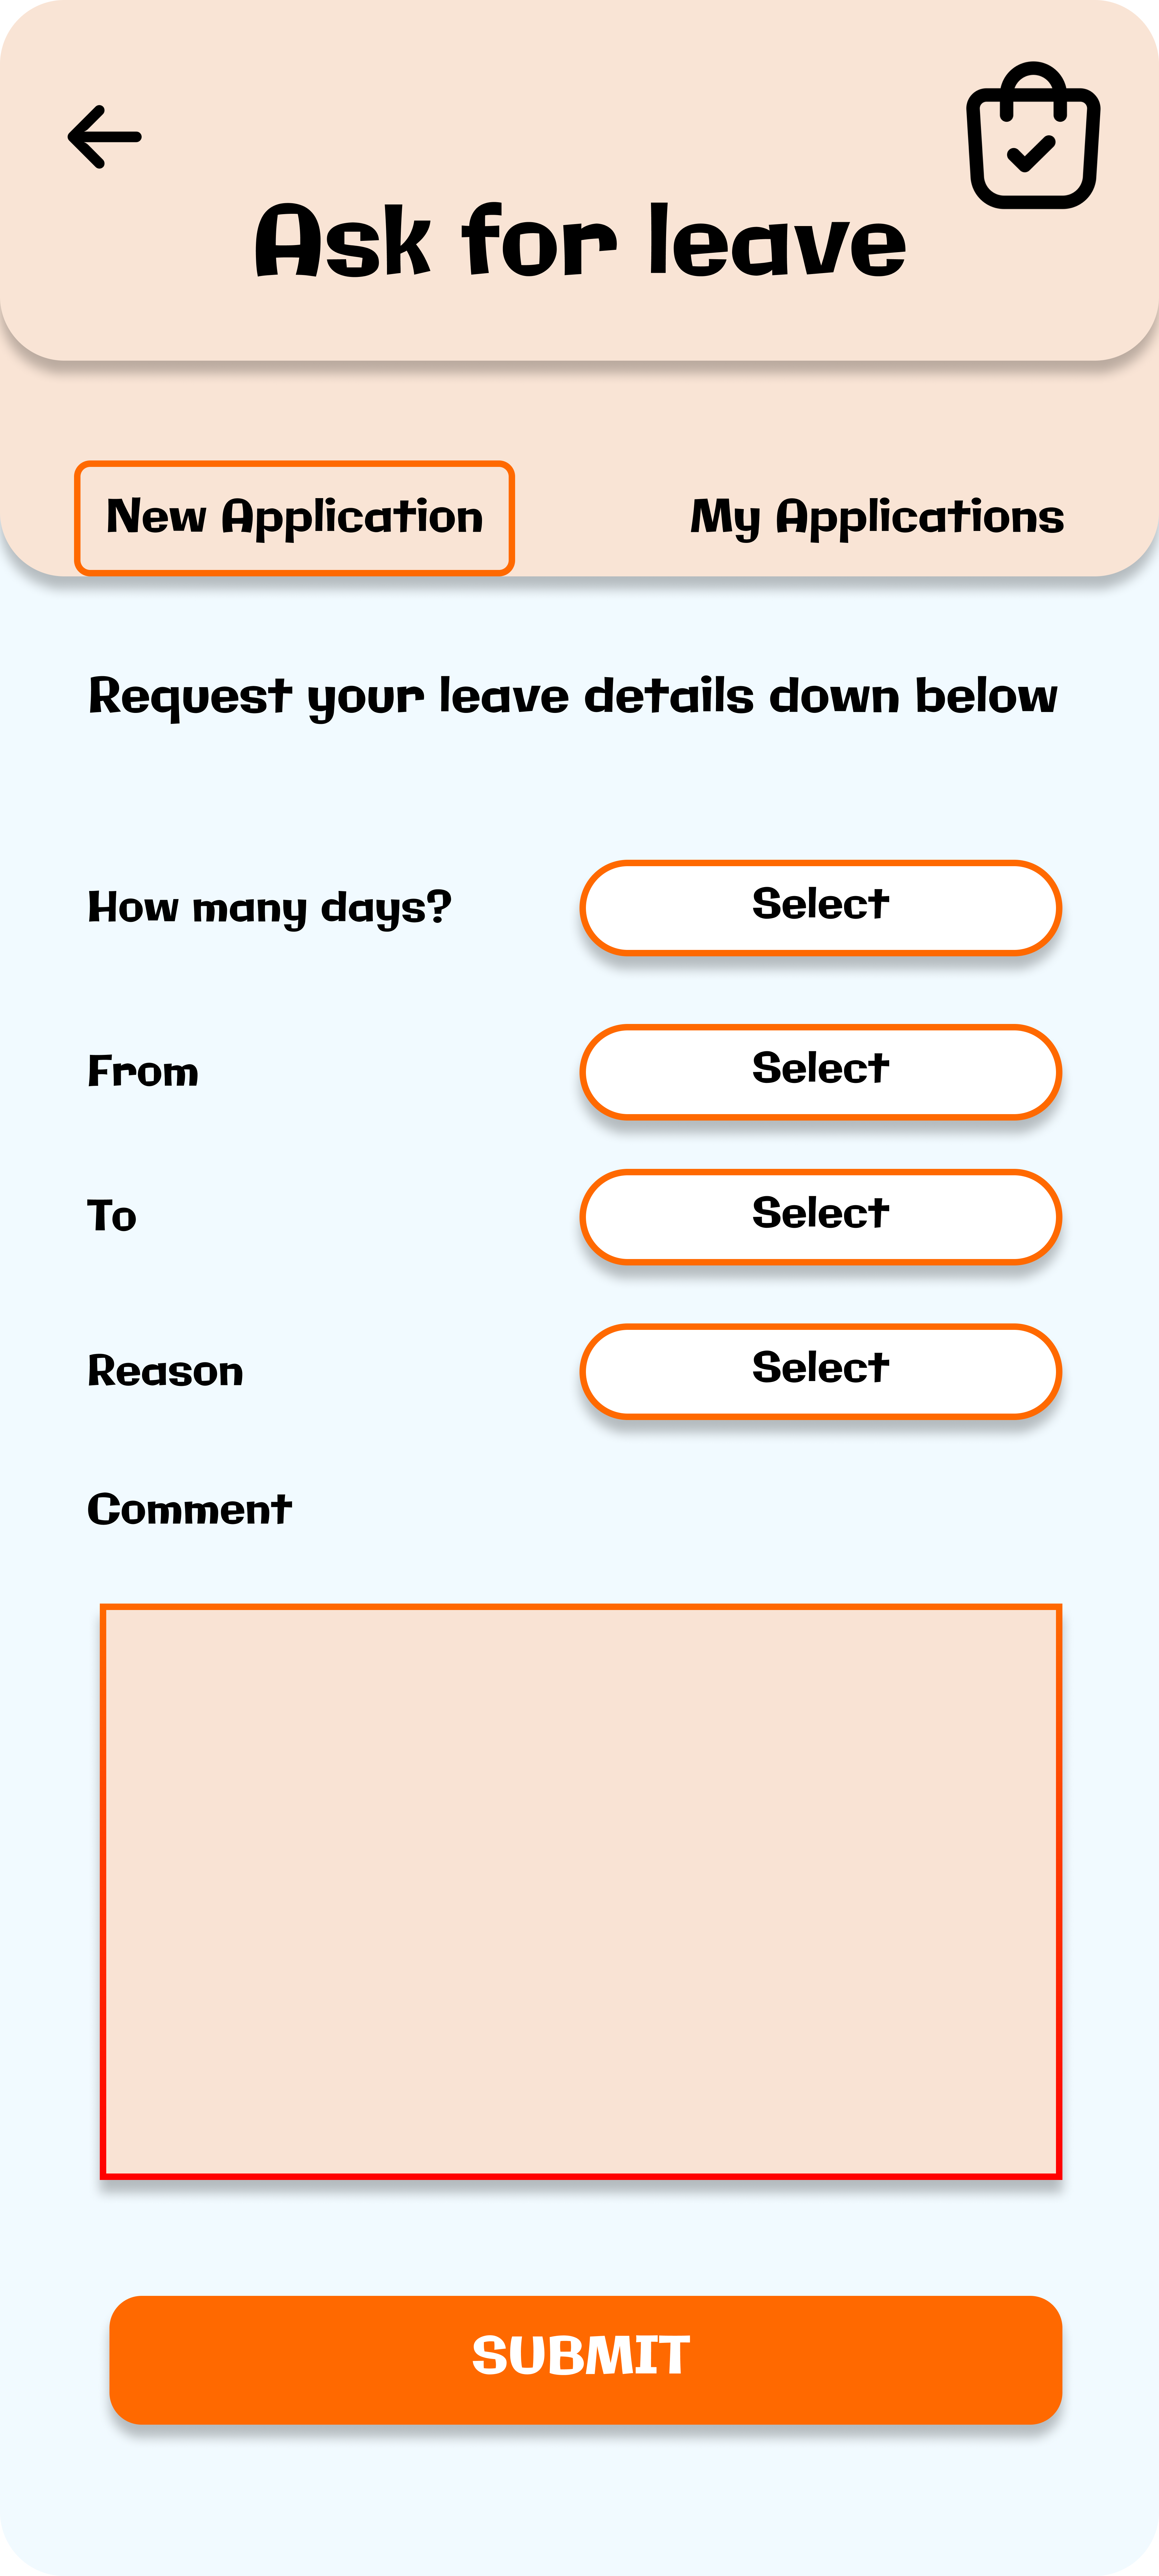 Ask for leave
New Application
My Applications
Request your leave details down below
How many days?
Select
From
Select
To
Select
Reason
Select
Comment
SUBMIT